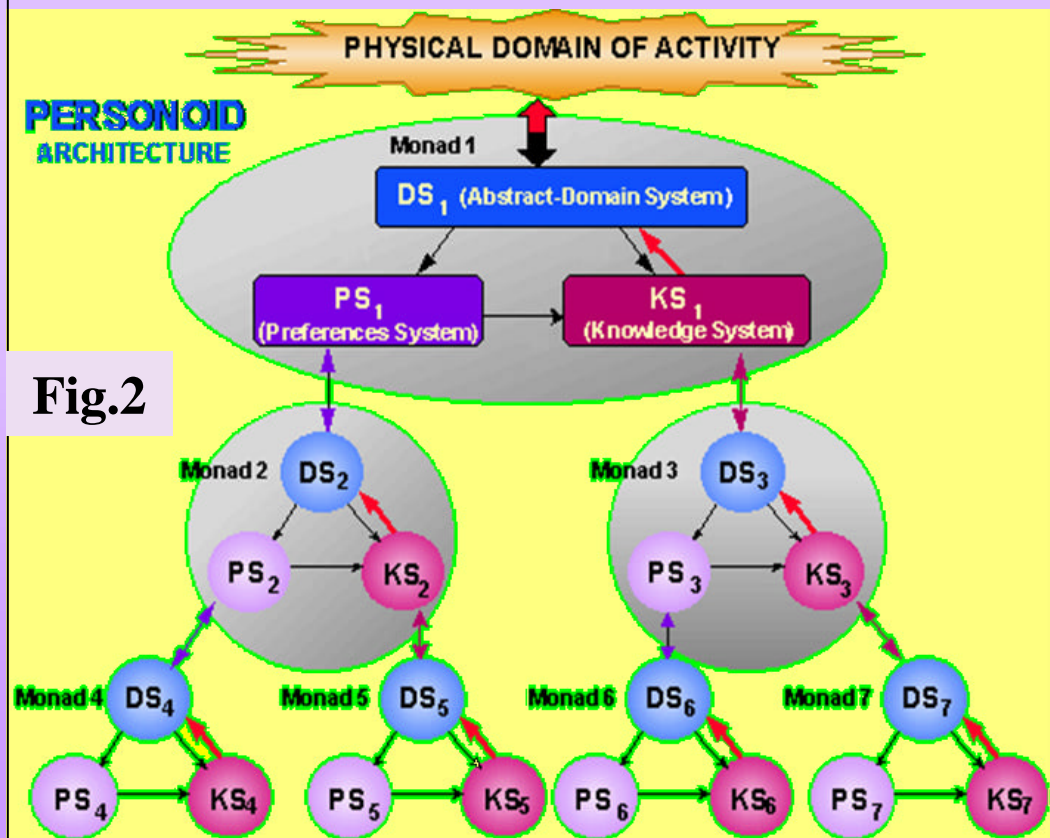 PHYSICAL DOMAIN OF ACTIVITY
PERSONOID
ARCHITECTURE
Monad 1
DS1 (Abstract-Domain System)
PS1
(Preferences System)
KS1
(Knowledge System)
Fig.2
Monad 2
DS2
Monad 3
DS3
PS2
KS2
PS3
KS3
Monad 4
DS4
Monad 5
DS5
Monad 6
DS6
Monad 7
DS7
PS4
KS4
PS5
KS5
PS6
KS6
PS7
KS7